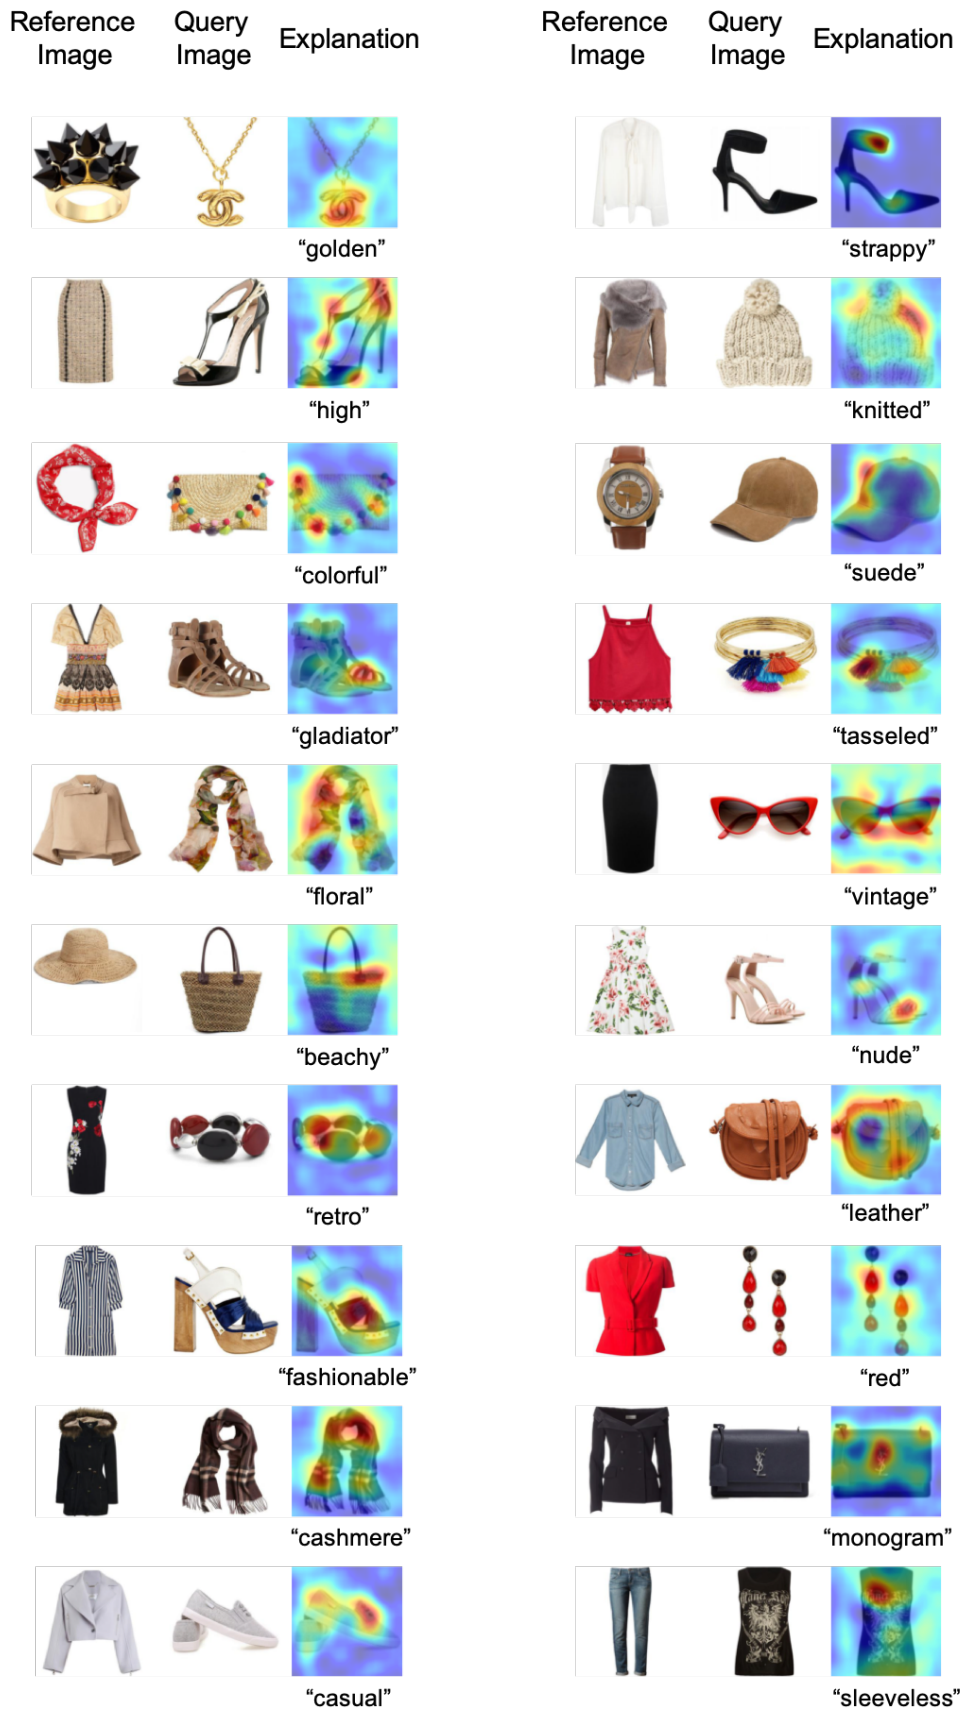 Reference Image
Query Image
Explanation
Reference Image
Query Image
Explanation
“golden”
“strappy”
“high”
“knitted”
“colorful”
“suede”
“gladiator”
“tasseled”
“floral”
“vintage”
“beachy”
“nude”
“retro”
“leather”
“fashionable”
“red”
“cashmere”
“monogram”
“casual”
“sleeveless”